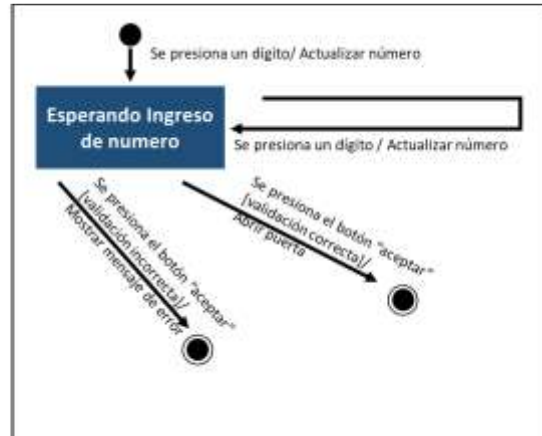 Se presiona un dígito/ Actualizar número
Esperando Ingreso
de numero
Se presiona un dígito / Actualizar número
Se presiona el botón "aceptar"
[validación incorrecta]/
Mostrar mensaje de error
Se presiona el botón "aceptar"
[validación correcta]/
Abrir puerta